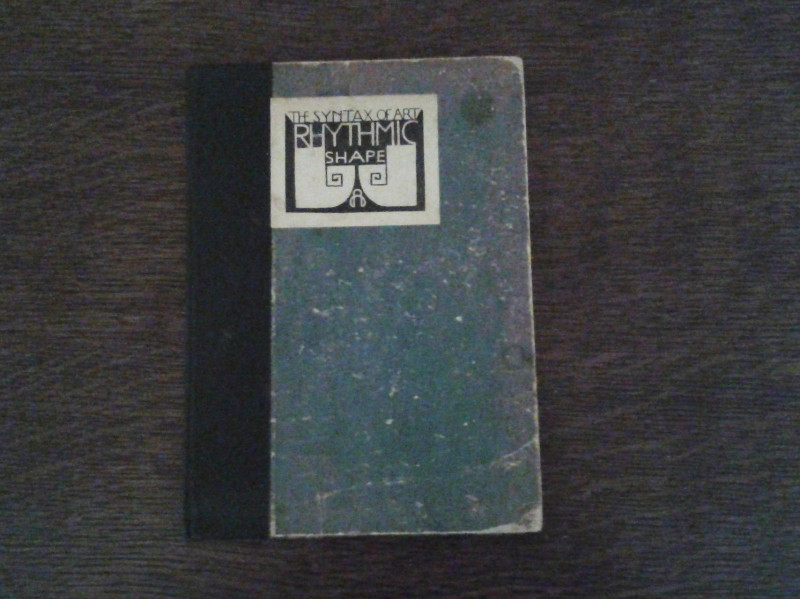 THE SYNTAX OF ART
RHYTHMIC
SHAPE